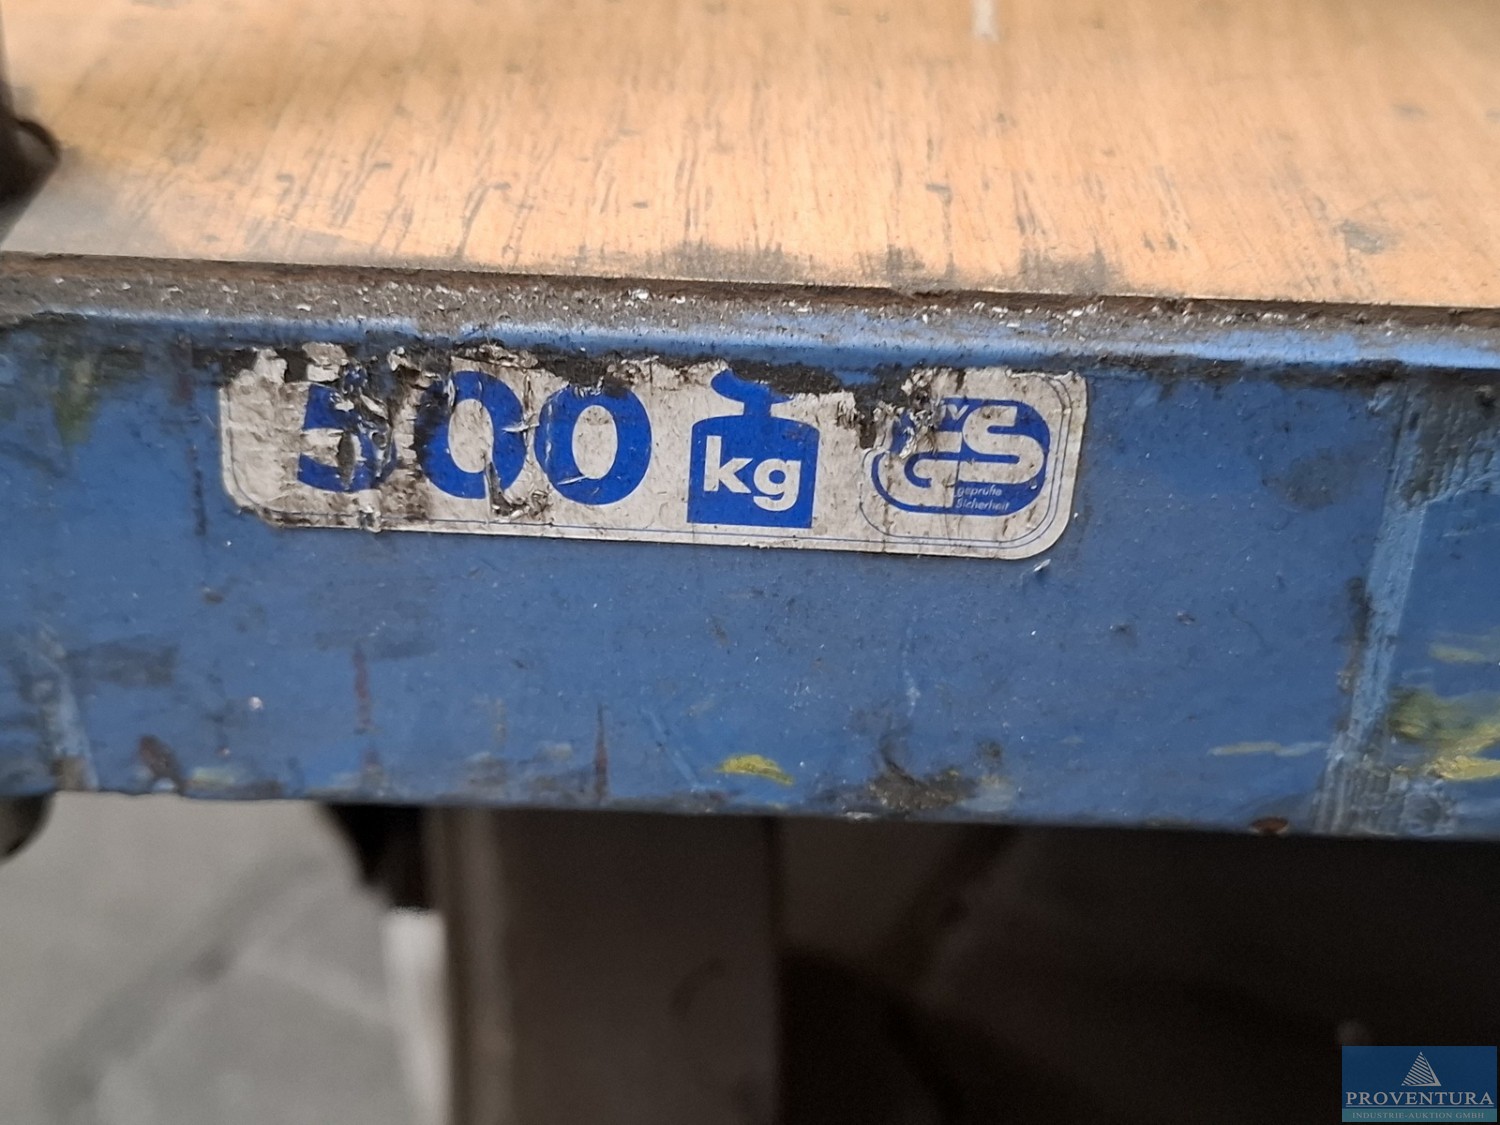 500 kg GS
geprüfte
Sicherheit
PROVENTURA
INDUSTRIE-AUKTION GMBH